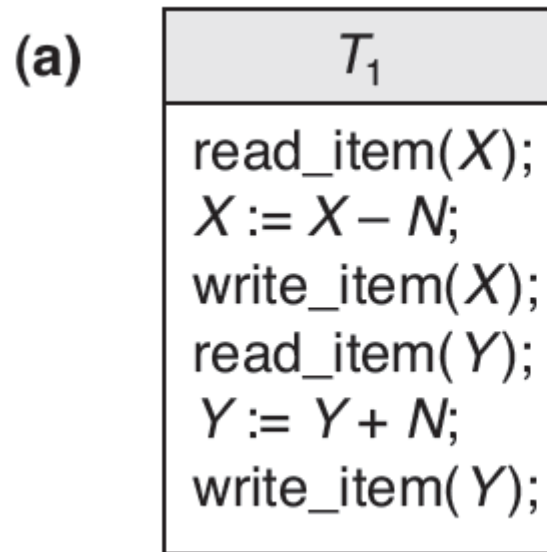 (a)
T₁
read_item(X);
X := X – N;
write_item(X);
read_item(Y);
Y := Y + N;
write_item(Y);